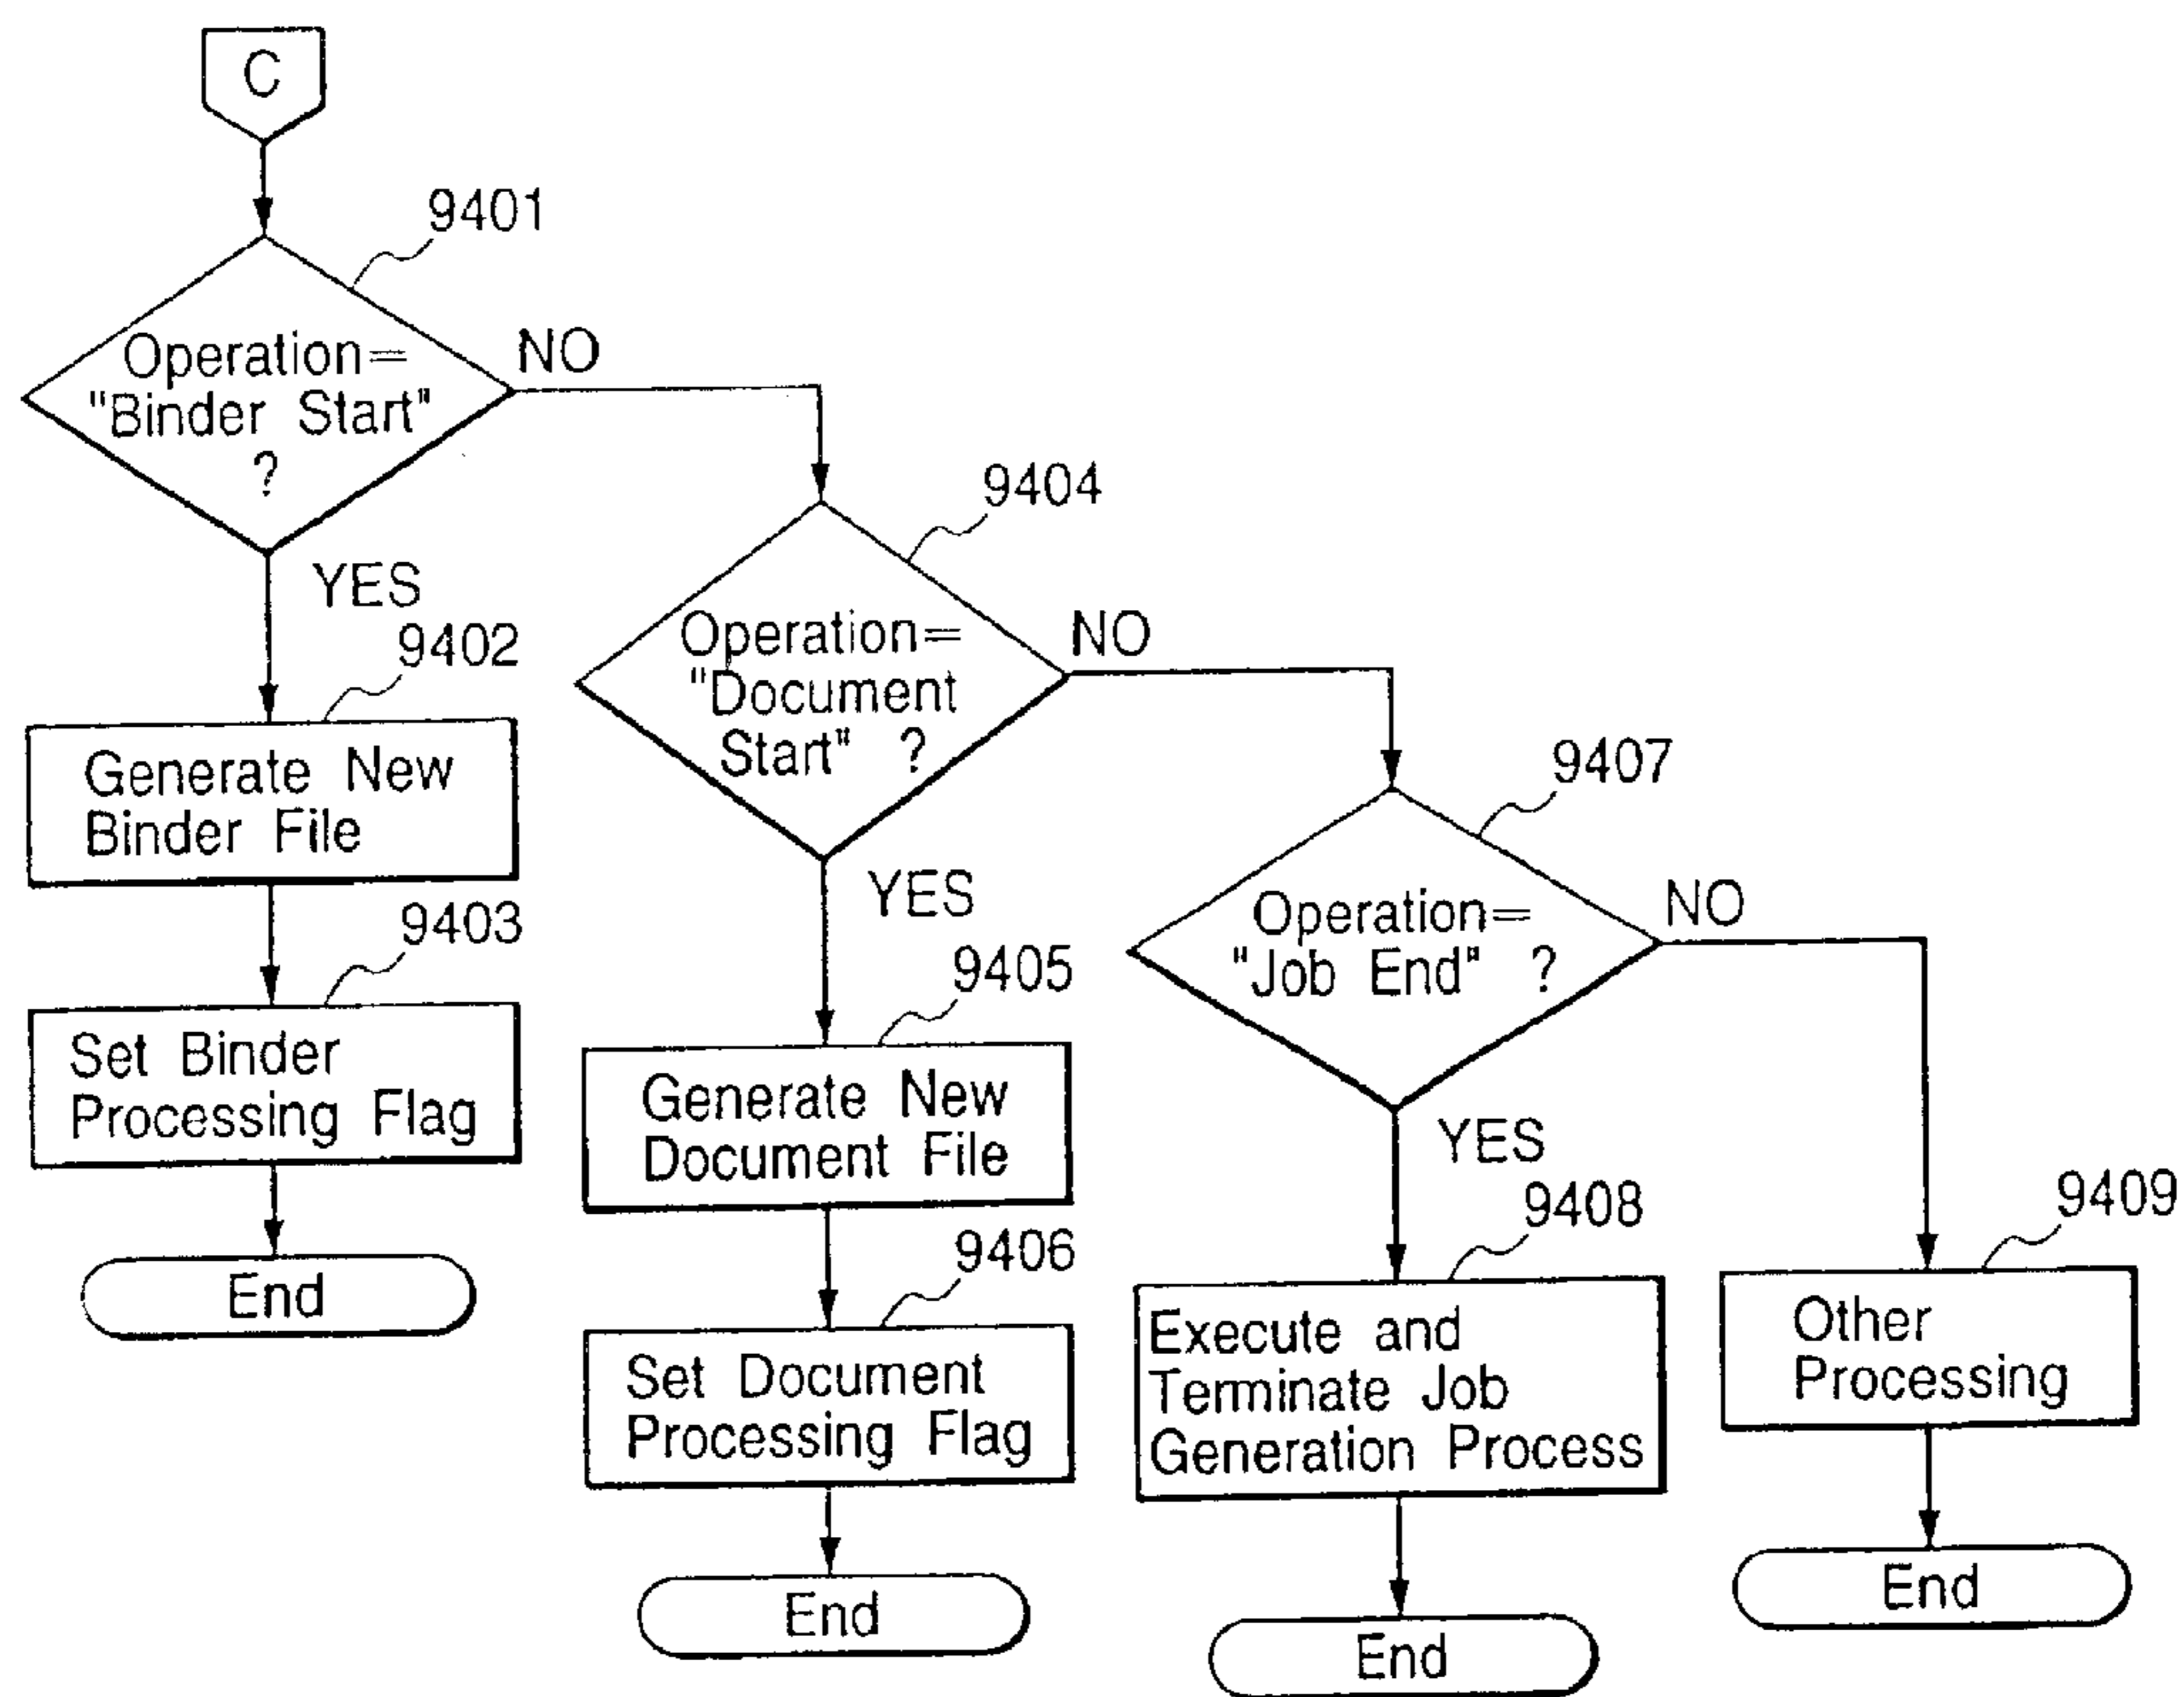 C
9401
Operation=
"Binder Start"
?
NO
YES
9402
Generate New
Binder File
9403
Set Binder
Processing Flag
End
9404
Operation=
"Document
Start" ?
NO
YES
9405
Generate New
Document File
9406
Set Document
Processing Flag
End
9407
Operation=
"Job End" ?
NO
YES
9408
Execute and
Terminate Job
Generation Process
End
9409
Other
Processing
End